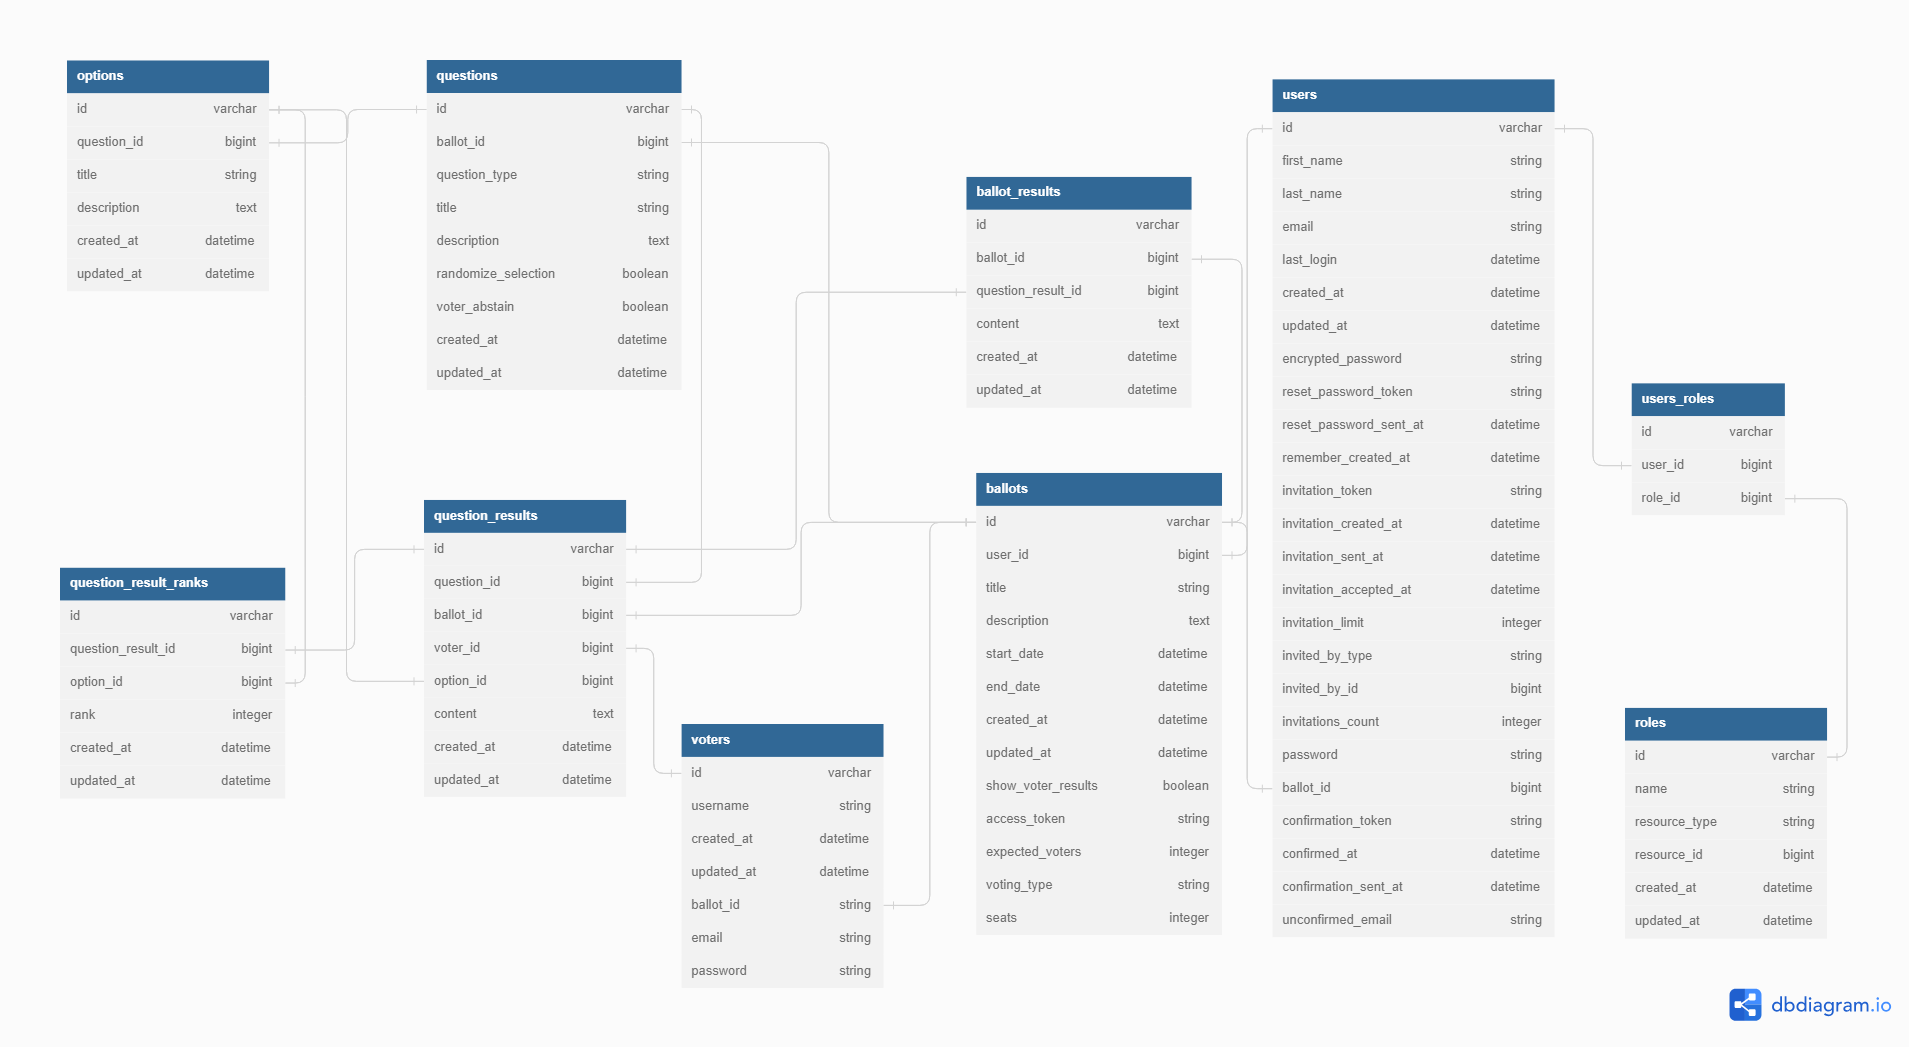 options
id varchar
question_id bigint
title string
description text
created_at datetime
updated_at datetime
questions
id varchar
ballot_id bigint
question_type string
title string
description text
randomize_selection boolean
voter_abstain boolean
created_at datetime
updated_at datetime
ballot_results
id varchar
ballot_id bigint
question_result_id bigint
content text
created_at datetime
updated_at datetime
users
id varchar
first_name string
last_name string
email string
last_login datetime
created_at datetime
updated_at datetime
encrypted_password string
reset_password_token string
reset_password_sent_at datetime
remember_created_at datetime
invitation_token string
invitation_created_at datetime
invitation_sent_at datetime
invitation_accepted_at datetime
invitation_limit integer
invited_by_type string
invited_by_id bigint
invitations_count integer
password string
ballot_id bigint
confirmation_token string
confirmed_at datetime
confirmation_sent_at datetime
unconfirmed_email string
users_roles
id varchar
user_id bigint
role_id bigint
question_result_ranks
id varchar
question_result_id bigint
option_id bigint
rank integer
created_at datetime
updated_at datetime
question_results
id varchar
question_id bigint
ballot_id bigint
voter_id bigint
option_id bigint
content text
created_at datetime
updated_at datetime
voters
id varchar
username string
created_at datetime
updated_at datetime
ballot_id string
email string
password string
ballots
id varchar
user_id bigint
title string
description text
start_date datetime
end_date datetime
created_at datetime
updated_at datetime
show_voter_results boolean
access_token string
expected_voters integer
voting_type string
seats integer
roles
id varchar
name string
resource_type string
resource_id bigint
created_at datetime
updated_at datetime
dbdiagram.io